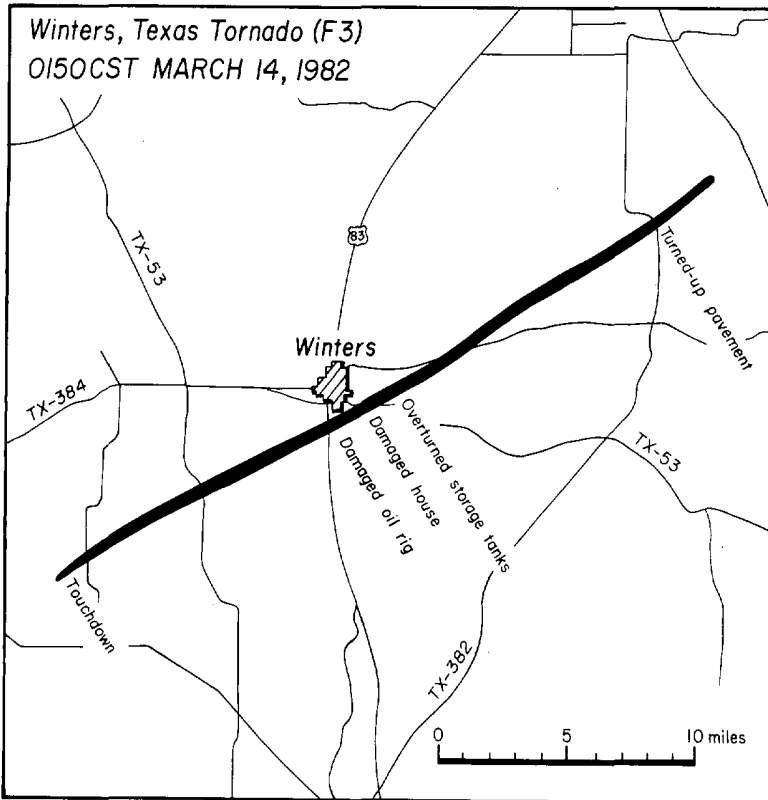 Winters, Texas Tornado (F3)
0150CST MARCH 14, 1982
TX-53
83
Turned-up pavement
Winters
TX-384
Overturned storage tanks
Damaged house
Damaged oil rig
TX-53
Touchdown
TX-382
0 5 10 miles